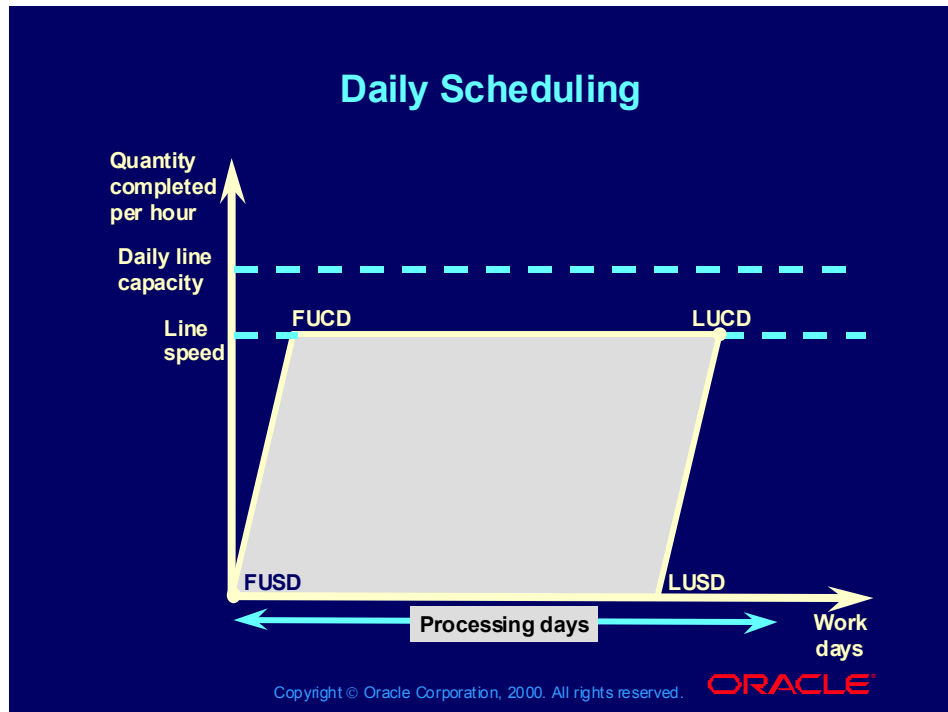 Daily Scheduling
Quantity
completed
per hour
Daily line
capacity
Line
speed
FUCD
LUCD
FUSD
LUSD
Processing days
Work
days
Copyright © Oracle Corporation, 2000. All rights reserved.
ORACLE®